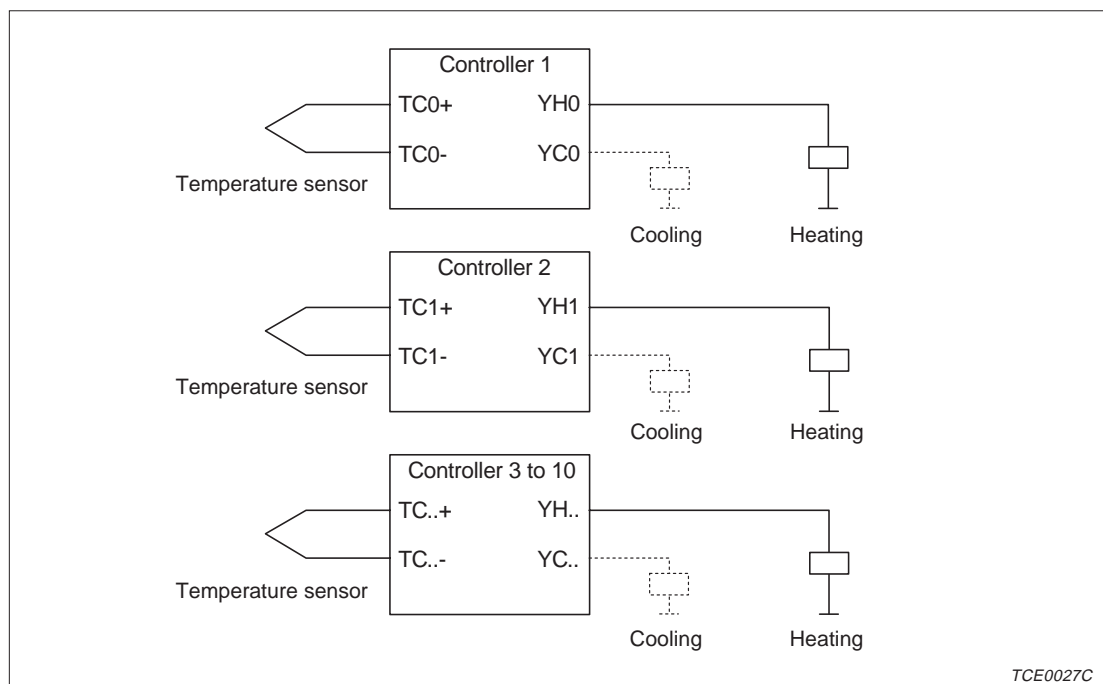 Controller 1
TC0+ YH0
TC0- YC0
Temperature sensor
Cooling Heating
Controller 2
TC1+ YH1
TC1- YC1
Temperature sensor
Cooling Heating
Controller 3 to 10
TC..+ YH..
TC..- YC..
Temperature sensor
Cooling Heating
TCE0027C